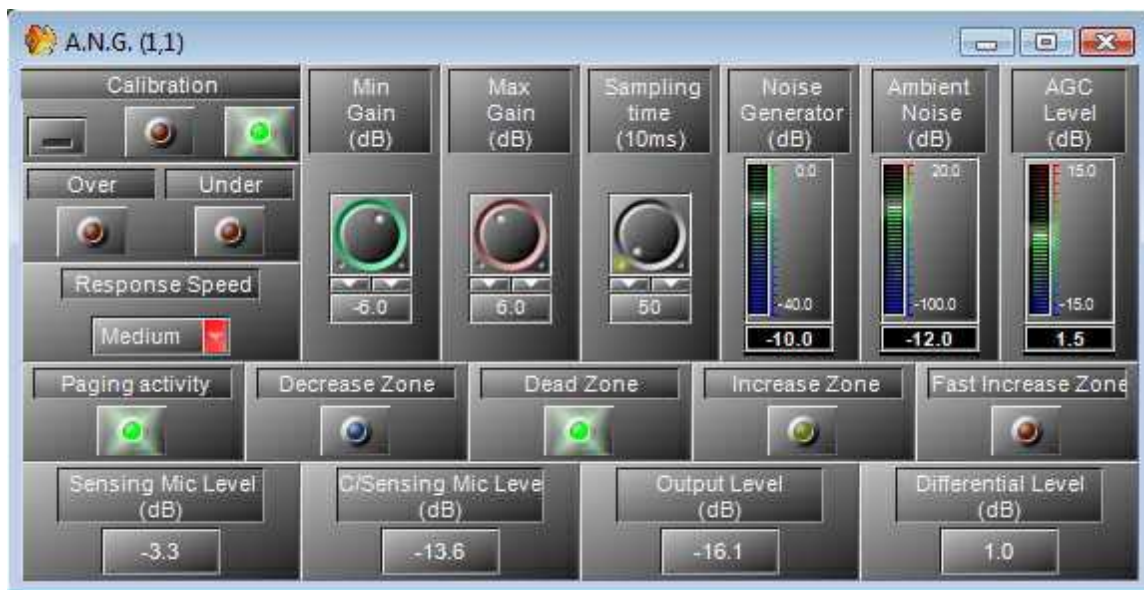 A.N.G. (1,1)
Calibration
Over
Under
Response Speed
Medium
Min
Gain
(dB)
-6.0
Max
Gain
(dB)
6.0
Sampling
time
(10ms)
50
Noise
Generator
(dB)
0.0
-40.0
-10.0
Ambient
Noise
(dB)
20.0
-100.0
-12.0
AGC
Level
(dB)
15.0
-15.0
1.5
Paging activity
Decrease Zone
Dead Zone
Increase Zone
Fast Increase Zone
Sensing Mic Level
(dB)
-3.3
C/Sensing Mic Leve
(dB)
-13.6
Output Level
(dB)
-16.1
Differential Level
(dB)
1.0